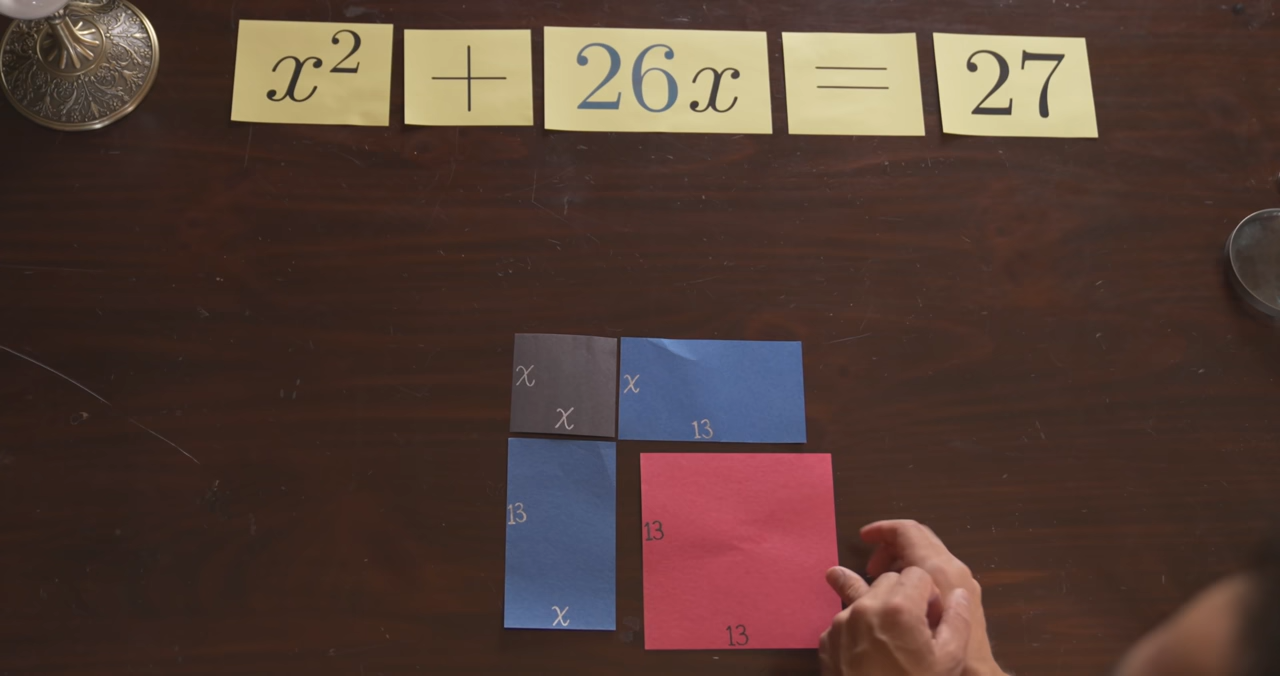 x² + 26x = 27
x
x
x
13
13
x
13
13